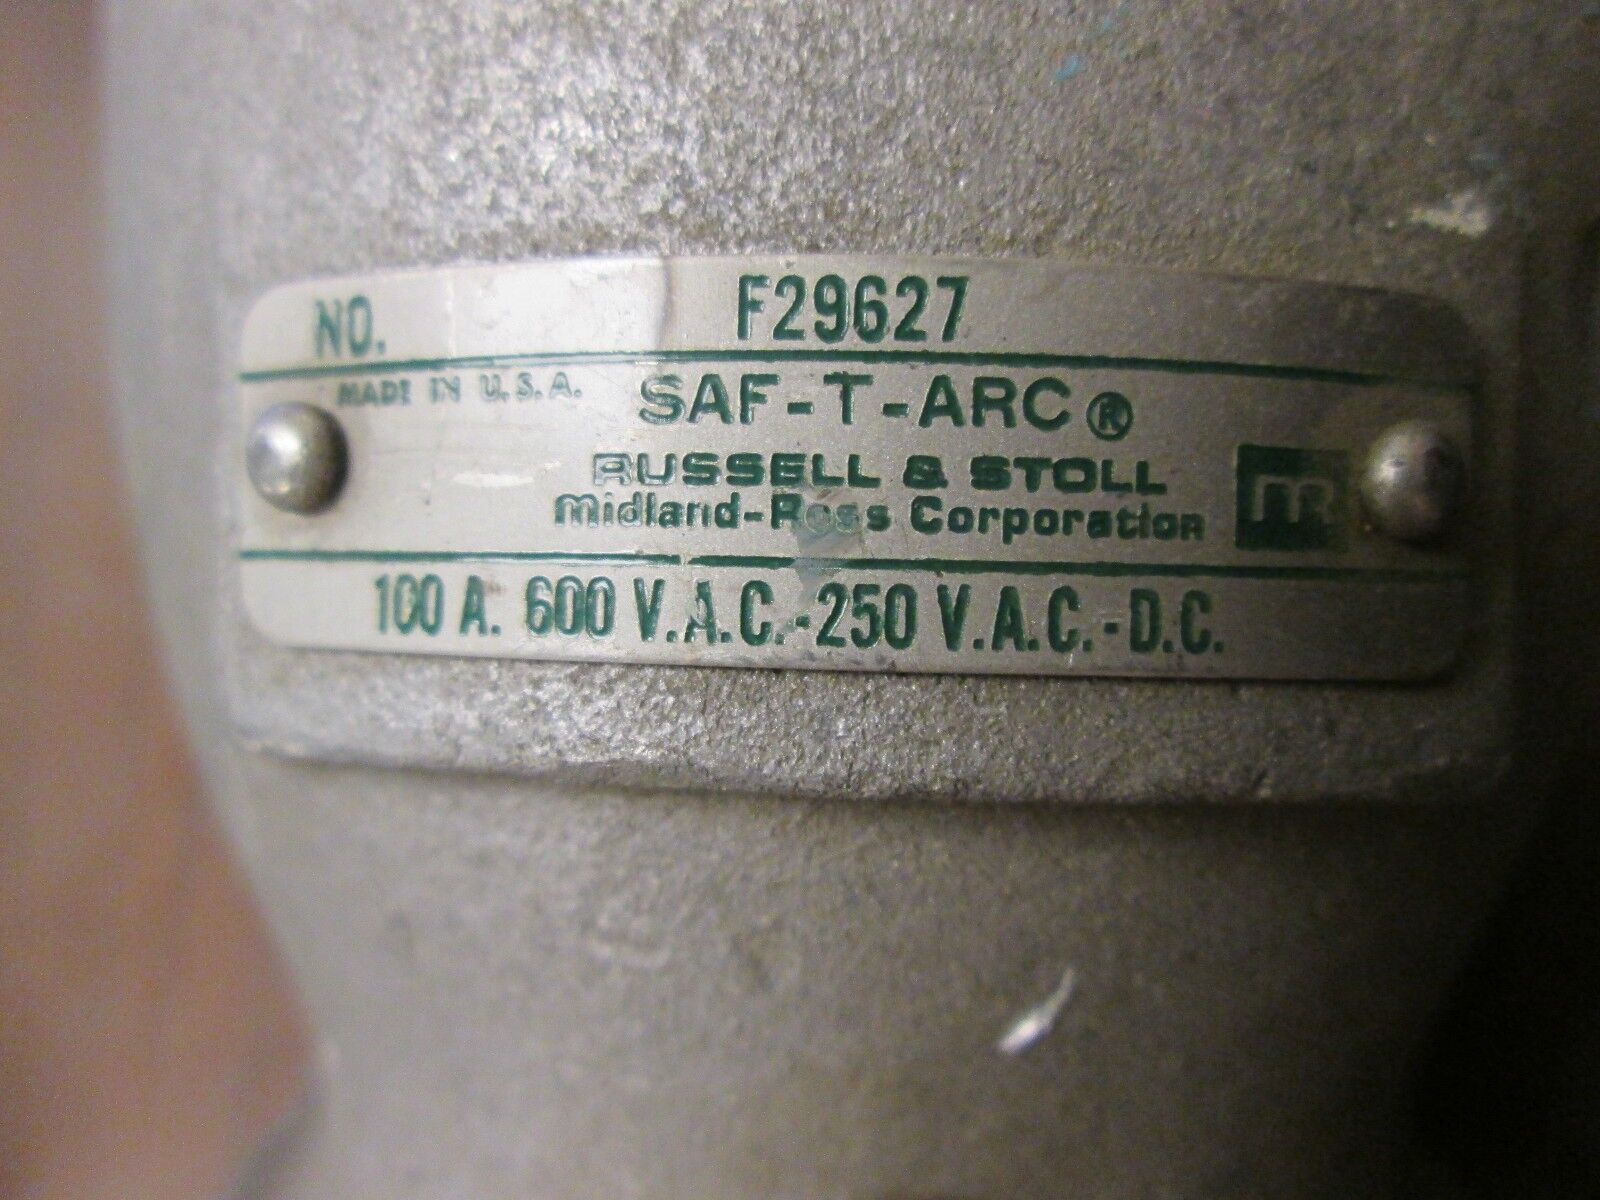 NO. F29627
MADE IN U.S.A. SAF-T-ARC®
RUSSELL & STOLL
Midland-Ross Corporation
100 A. 600 V.A.C.-250 V.A.C.-D.C.